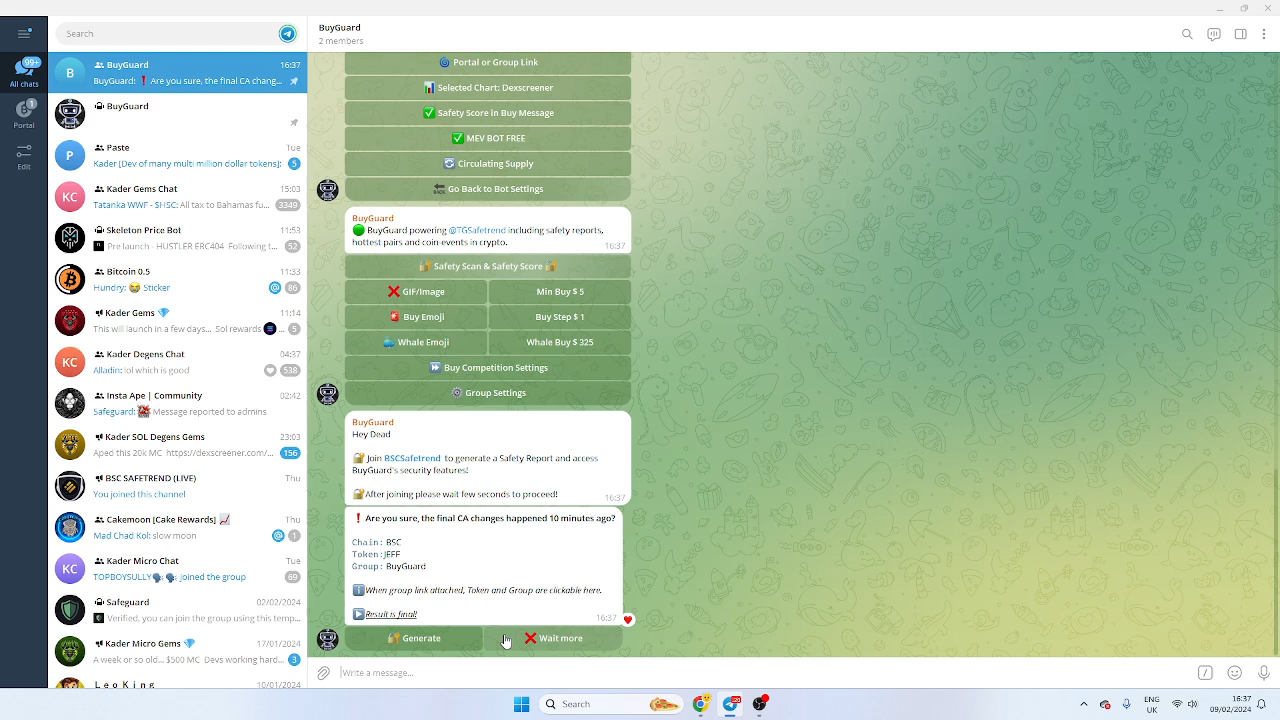 Search
All chats
99+
Portal
1
Edit
BuyGuard
16:37
BuyGuard: ❗ Are you sure, the final CA chang...
BuyGuard
Paste
Tue
Kader [Dev of many multi million dollar tokens]:
5
Kader Gems Chat
15:03
Tatanka WWF - $HSC: All tax to Bahamas fu...
3349
Skeleton Price Bot
11:53
Pre launch - HUSTLER ERC404 Following t...
52
Bitcoin 0.5
11:33
Hundry: 😂 Sticker
@ 86
Kader Gems 💎
11:14
This will launch in a few days... .Sol rewards
5
Kader Degens Chat
04:37
Alladin: lol which is good
538
Insta Ape | Community
02:42
Safeguard: Message reported to admins
Kader SOL Degens Gems
23:03
Aped this 20k MC https://dexscreener.com/...
156
BSC SAFETREND (LIVE)
Thu
You joined this channel
Cakemoon [Cake Rewards] 📈
Thu
Mad Chad Kol: slow moon
@ 1
Kader Micro Chat
Tue
TOPBOYSULLY🗣🗣 joined the group
69
Safeguard
02/02/2024
Verified, you can join the group using this temp...
Kader Micro Gems 💎
17/01/2024
A week or so old... $500 MC Devs working hard...
3
L e o K i n g
10/01/2024
BuyGuard
2 members
🌀 Portal or Group Link
📊 Selected Chart: Dexscreener
✅ Safety Score in Buy Message
✅ MEV BOT FREE
🔄 Circulating Supply
🔙 Go Back to Bot Settings
BuyGuard
🟢 BuyGuard powering @TGSafetrend including safety reports,
hottest pairs and coin-events in crypto.
16:37
🔐 Safety Scan & Safety Score 🔐
❌ GIF/Image
Min Buy $ 5
🚨 Buy Emoji
Buy Step $ 1
🐳 Whale Emoji
Whale Buy $ 325
⏩ Buy Competition Settings
⚙ Group Settings
BuyGuard
Hey Dead
🔐 Join BSCSafetrend to generate a Safety Report and access
BuyGuard's security features!
🔐After joining please wait few seconds to proceed!
16:37
❗ Are you sure, the final CA changes happened 10 minutes ago?
Chain: BSC
Token:JEFF
Group: BuyGuard
ℹWhen group link attached, Token and Group are clickable here.
▶Result is final!
16:37
🔐 Generate
❌ Wait more
Write a message...
Search
ENG
UK
16:37
09/02/2024